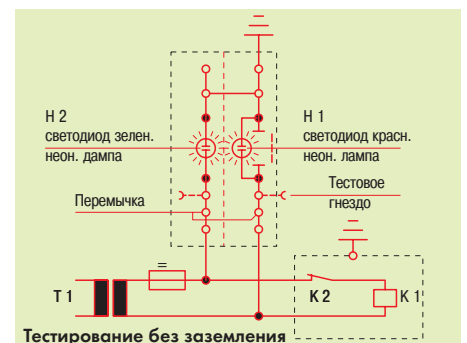 Н 2
светодиод зелен.
неон. дампа
Н 1
светодиод красн.
неон. лампа
Тестовое
гнездо
Перемычка
T 1
=
K 2
K 1
Тестирование без заземления